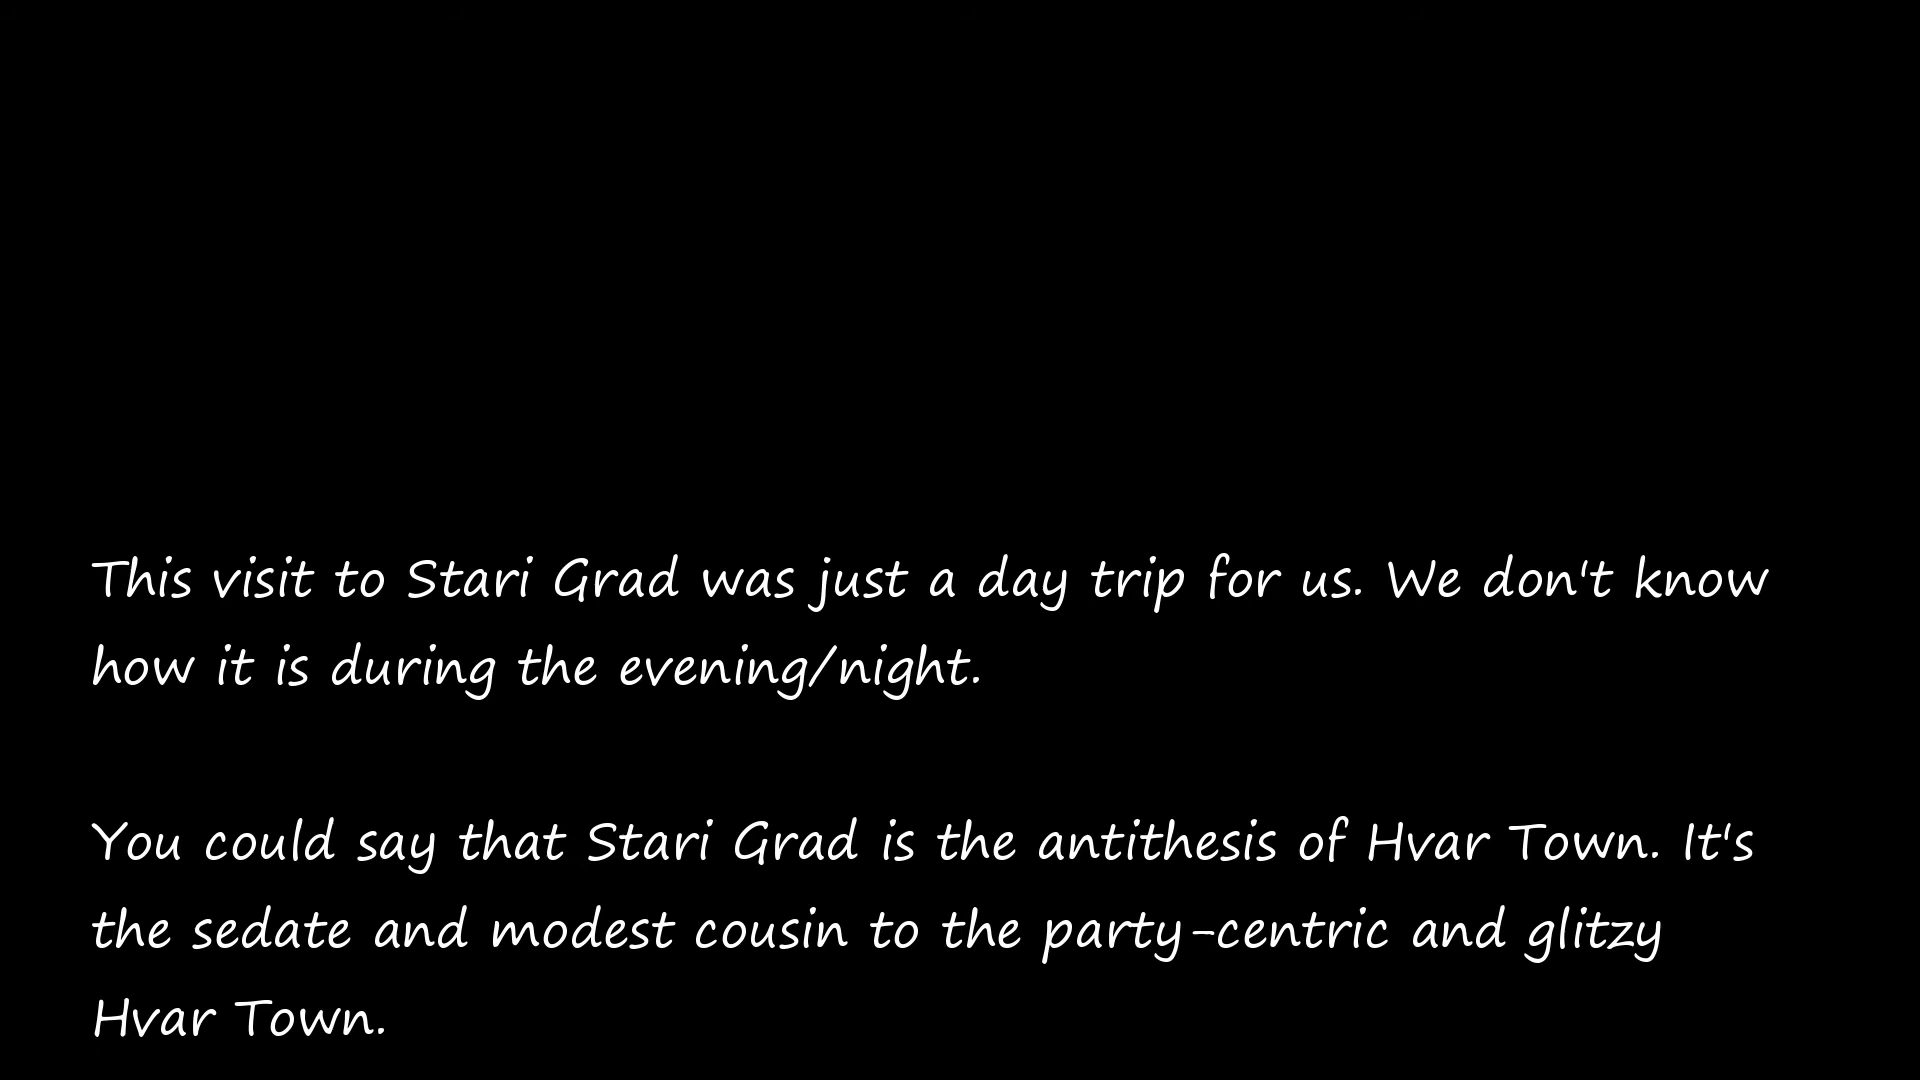 This visit to Stari Grad was just a day trip for us. We don't know
how it is during the evening/night.
You could say that Stari Grad is the antithesis of Hvar Town. It's
the sedate and modest cousin to the party-centric and glitzy
Hvar Town.